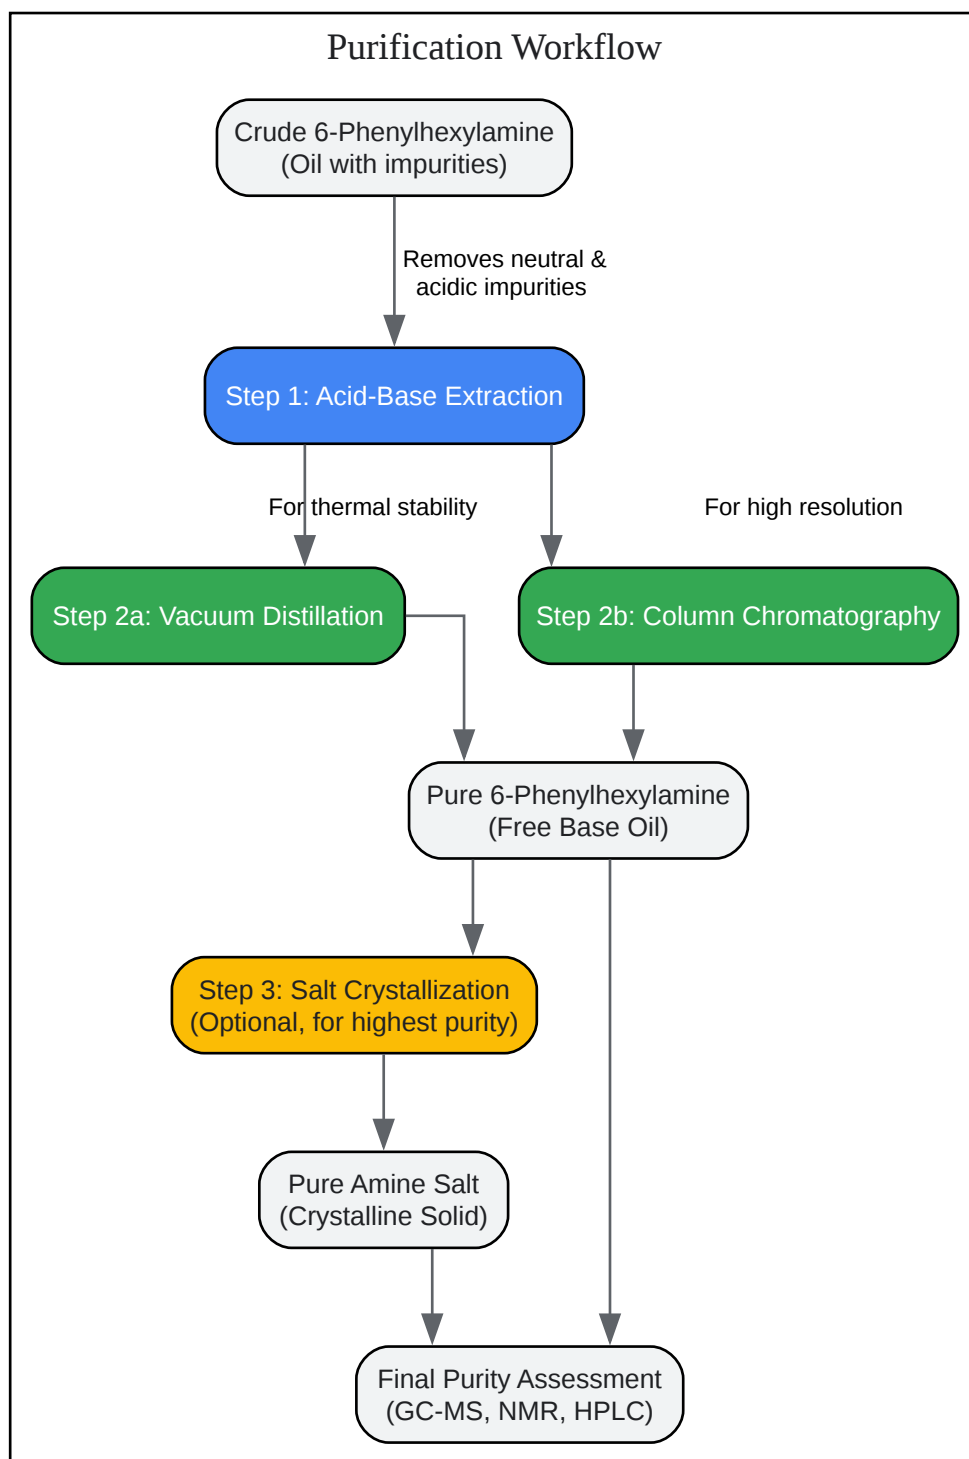 Purification Workflow
Crude 6-Phenylhexylamine
(Oil with impurities)
Removes neutral &
acidic impurities
Step 1: Acid-Base Extraction
For thermal stability
For high resolution
Step 2a: Vacuum Distillation
Step 2b: Column Chromatography
Pure 6-Phenylhexylamine
(Free Base Oil)
Step 3: Salt Crystallization
(Optional, for highest purity)
Pure Amine Salt
(Crystalline Solid)
Final Purity Assessment
(GC-MS, NMR, HPLC)